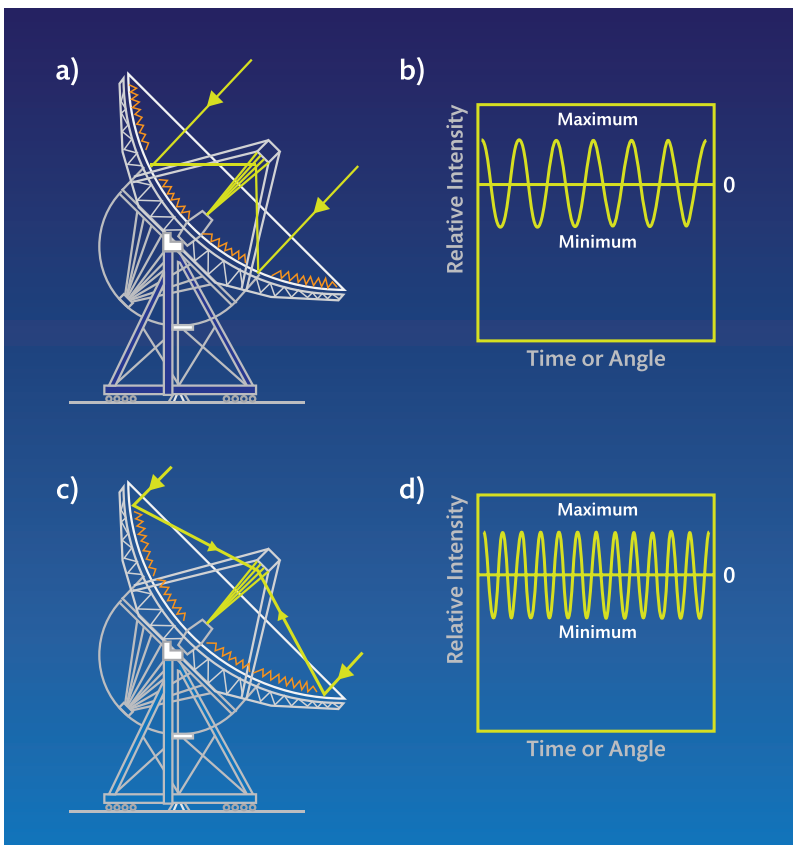 a)
b)
Relative Intensity
Maximum
0
Minimum
Time or Angle
c)
d)
Relative Intensity
Maximum
0
Minimum
Time or Angle